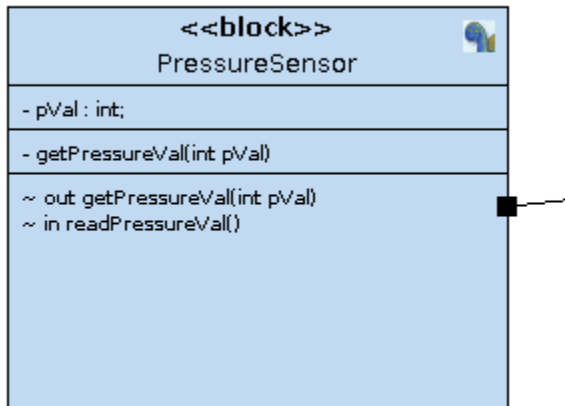 <<block>>
PressureSensor
- pVal : int;
- getPressureVal(int pVal)
~ out getPressureVal(int pVal)
~ in readPressureVal()